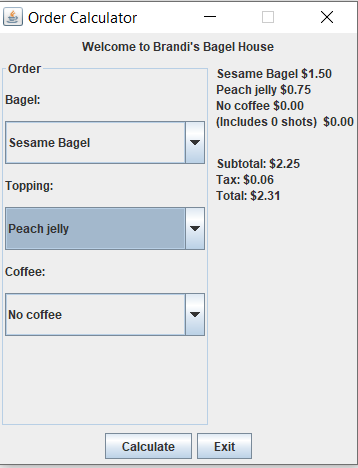 Order Calculator
Welcome to Brandi's Bagel House
Order
Bagel:
Sesame Bagel
Topping:
Peach jelly
Coffee:
No coffee
Sesame Bagel $1.50
Peach jelly $0.75
No coffee $0.00
(Includes 0 shots)  $0.00
Subtotal: $2.25
Tax: $0.06
Total: $2.31
Calculate
Exit